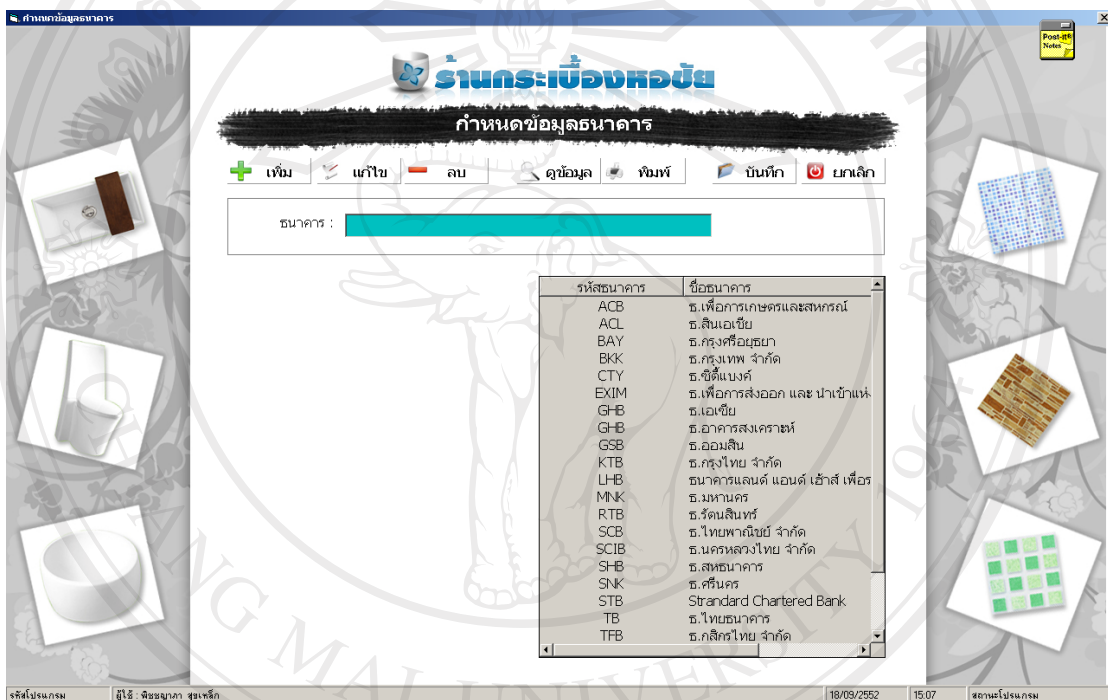 กำหนดข้อมูลธนาคาร
Post-it®
Notes
ร้านกระเบื้องหอชัย
กำหนดข้อมูลธนาคาร
เพิ่ม แก้ไข ลบ ดูข้อมูล พิมพ์ บันทึก ยกเลิก
ธนาคาร :
รหัสธนาคาร ชื่อธนาคาร
ACB ธ.เพื่อการเกษตรและสหกรณ์
ACL ธ.สินเอเชีย
BAY ธ.กรุงศรีอยุธยา
BKK ธ.กรุงเทพ จำกัด
CTY ธ.ซิตี้แบงค์
EXIM ธ.เพื่อการส่งออก และ นำเข้าแห่ง
GHB ธ.เอเซีย
GHB ธ.อาคารสงเคราะห์
GSB ธ.ออมสิน
KTB ธ.กรุงไทย จำกัด
LHB ธนาคารแลนด์ แอนด์ เฮ้าส์ เพื่อร
MNK ธ.มหานคร
RTB ธ.รัตนสินทร์
SCB ธ.ไทยพาณิชย์ จำกัด
SCIB ธ.นครหลวงไทย จำกัด
SHB ธ.สหธนาคาร
SNK ธ.ศรีนคร
STB Strandard Chartered Bank
TB ธ.ไทยธนาคาร
TFB ธ.กสิกรไทย จำกัด
รหัสโปรแกรม ผู้ใช้ : พิชชญาภา สุขเหล็ก 18/09/2552 15:07 สถานะโปรแกรม